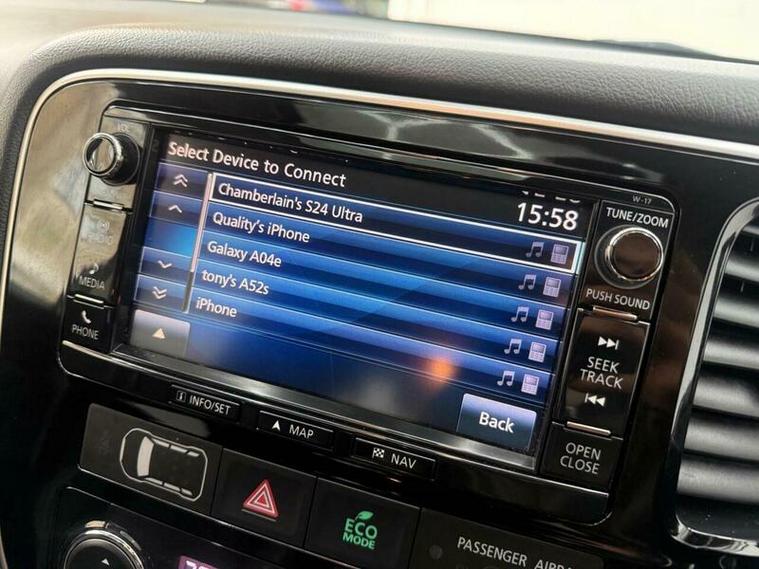 W-17
Select Device to Connect
15:58
Chamberlain's S24 Ultra
Quality's iPhone
Galaxy A04e
tony's A52s
iPhone
Back
MEDIA
PHONE
TUNE/ZOOM
PUSH SOUND
SEEK
TRACK
OPEN
CLOSE
i INFO/SET
MAP
NAV
ECO
MODE
PASSENGER